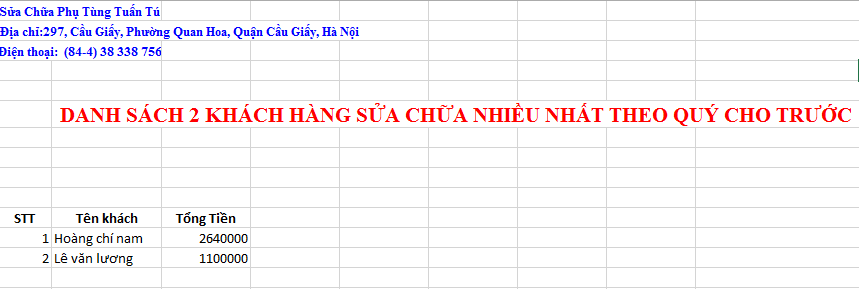 Sửa Chữa Phụ Tùng Tuấn Tú
Địa chỉ:297, Cầu Giấy, Phường Quan Hoa, Quận Cầu Giấy, Hà Nội
Điện thoại: (84-4) 38 338 756
DANH SÁCH 2 KHÁCH HÀNG SỬA CHỮA NHIỀU NHẤT THEO QUÝ CHO TRƯỚC
STT Tên khách Tổng Tiền
1 Hoàng chí nam 2640000
2 Lê văn lương 1100000